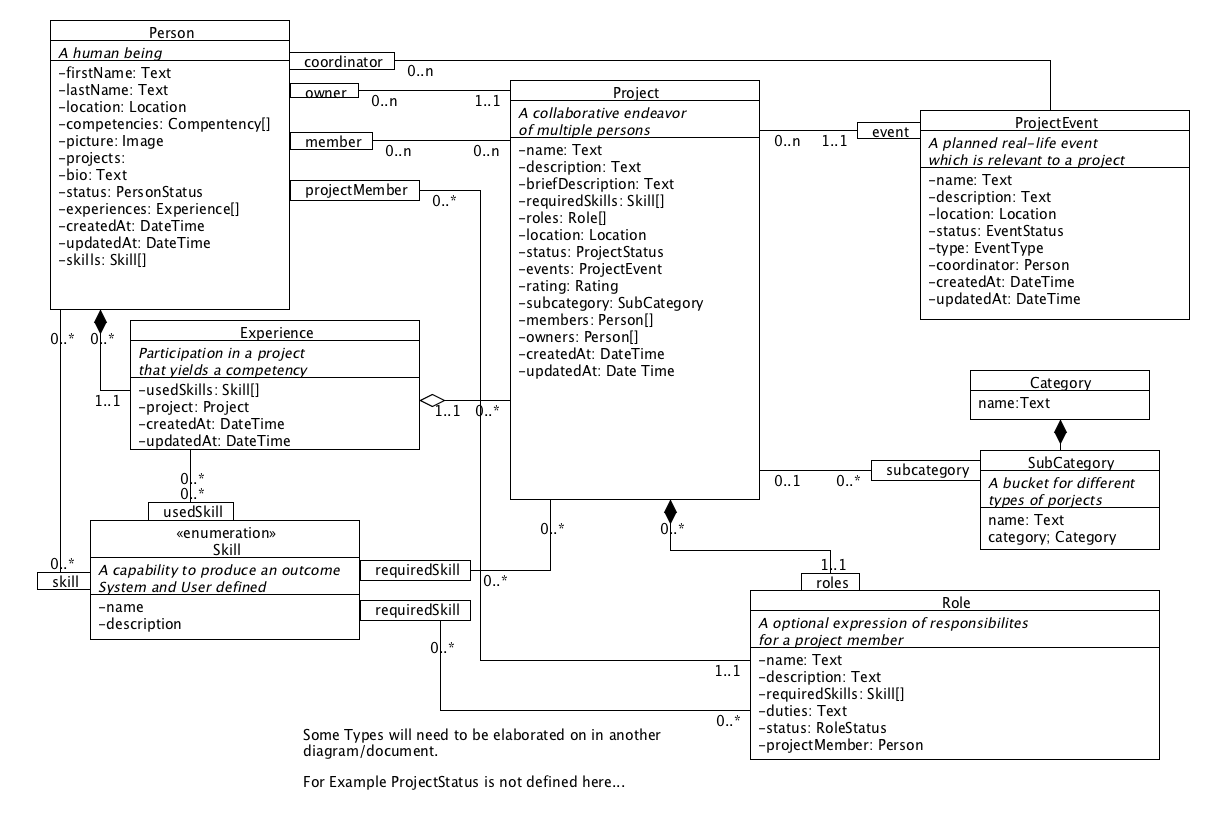 Person
A human being
-firstName: Text
-lastName: Text
-location: Location
-competencies: Compentency[]
-picture: Image
-projects:
-bio: Text
-status: PersonStatus
-experiences: Experience[]
-createdAt: DateTime
-updatedAt: DateTime
-skills: Skill[]
coordinator
0..n
owner
0..n
1..1
member
0..n
0..n
projectMember
0..*
Project
A collaborative endeavor
of multiple persons
-name: Text
-description: Text
-briefDescription: Text
-requiredSkills: Skill[]
-roles: Role[]
-location: Location
-status: ProjectStatus
-events: ProjectEvent
-rating: Rating
-subcategory: SubCategory
-members: Person[]
-owners: Person[]
-createdAt: DateTime
-updatedAt: Date Time
0..n
1..1
event
ProjectEvent
A planned real-life event
which is relevant to a project
-name: Text
-description: Text
-location: Location
-status: EventStatus
-type: EventType
-coordinator: Person
-createdAt: DateTime
-updatedAt: DateTime
0..*
0..*
1..1
Experience
Participation in a project
that yields a competency
-usedSkills: Skill[]
-project: Project
-createdAt: DateTime
-updatedAt: DateTime
1..1
0..*
Category
name:Text
0..1
0..*
subcategory
SubCategory
A bucket for different
types of porjects
name: Text
category; Category
0..*
0..*
usedSkill
0..*
skill
«enumeration»
Skill
A capability to produce an outcome
System and User defined
-name
-description
requiredSkill
0..*
0..*
requiredSkill
0..*
0..*
1..1
roles
Role
A optional expression of responsibilites
for a project member
-name: Text
-description: Text
-requiredSkills: Skill[]
-duties: Text
-status: RoleStatus
-projectMember: Person
1..1
0..*
Some Types will need to be elaborated on in another
diagram/document.
For Example ProjectStatus is not defined here...